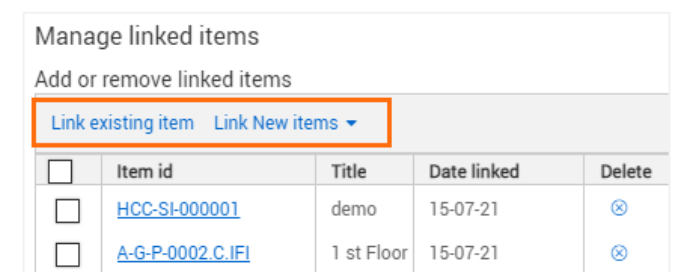 Manage linked items
Add or remove linked items
Link existing item Link New items
Item id Title Date linked Delete
HCC-SI-000001 demo 15-07-21
A-G-P-0002.C.IFI 1 st Floor 15-07-21